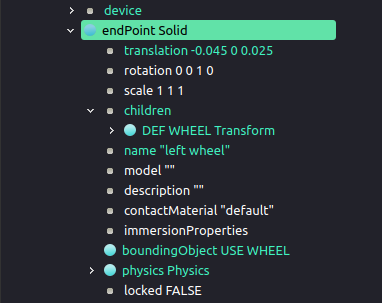 device
endPoint Solid
translation -0.045 0 0.025
rotation 0 0 1 0
scale 1 1 1
children
DEF WHEEL Transform
name "left wheel"
model ""
description ""
contactMaterial "default"
immersionProperties
boundingObject USE WHEEL
physics Physics
locked FALSE